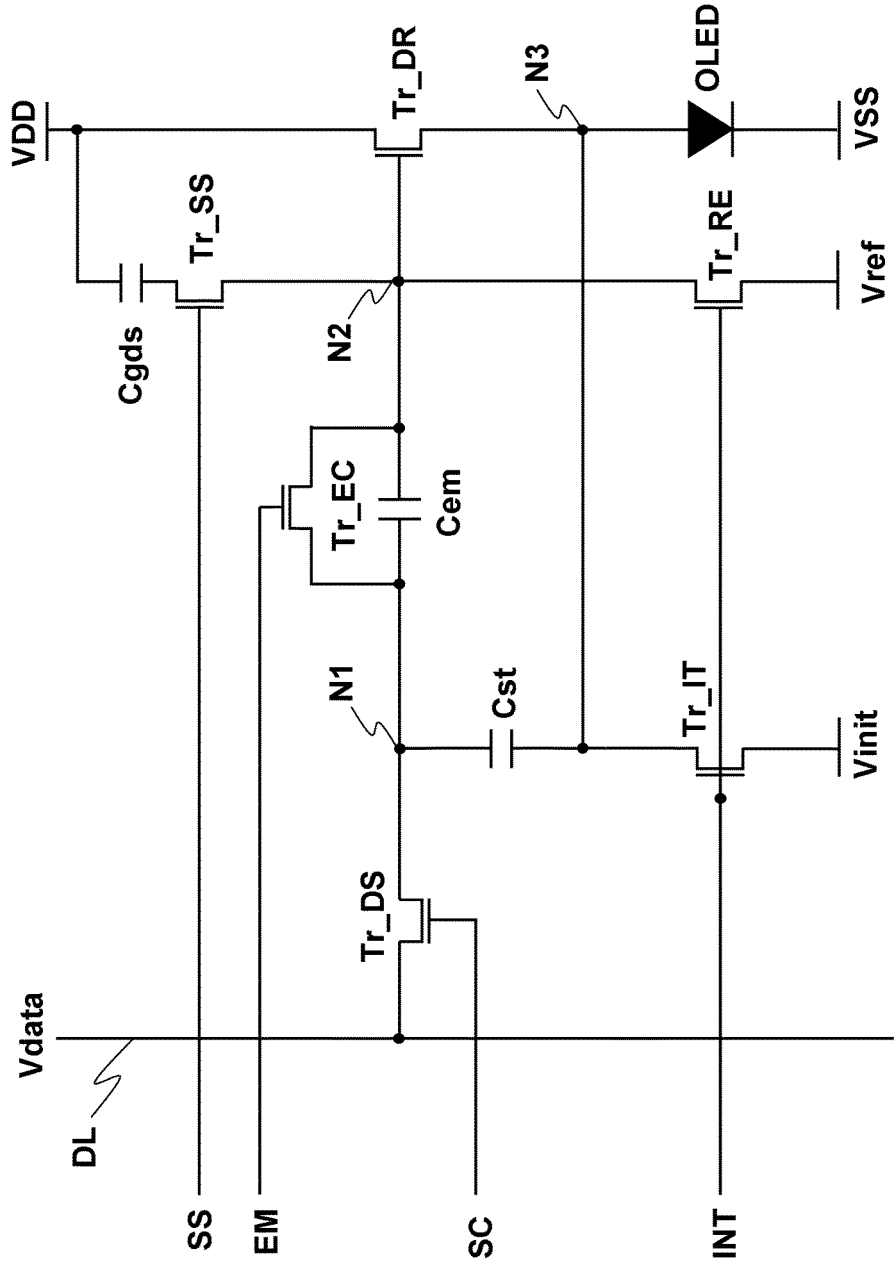 VDD
Tr_DR
N3
OLED
VSS
Tr_SS
Cgds
N2
Tr_RE
Vref
Tr_EC
Cem
N1
Cst
Tr_IT
Vinit
Tr_DS
Vdata
DL
SS
EM
SC
INT